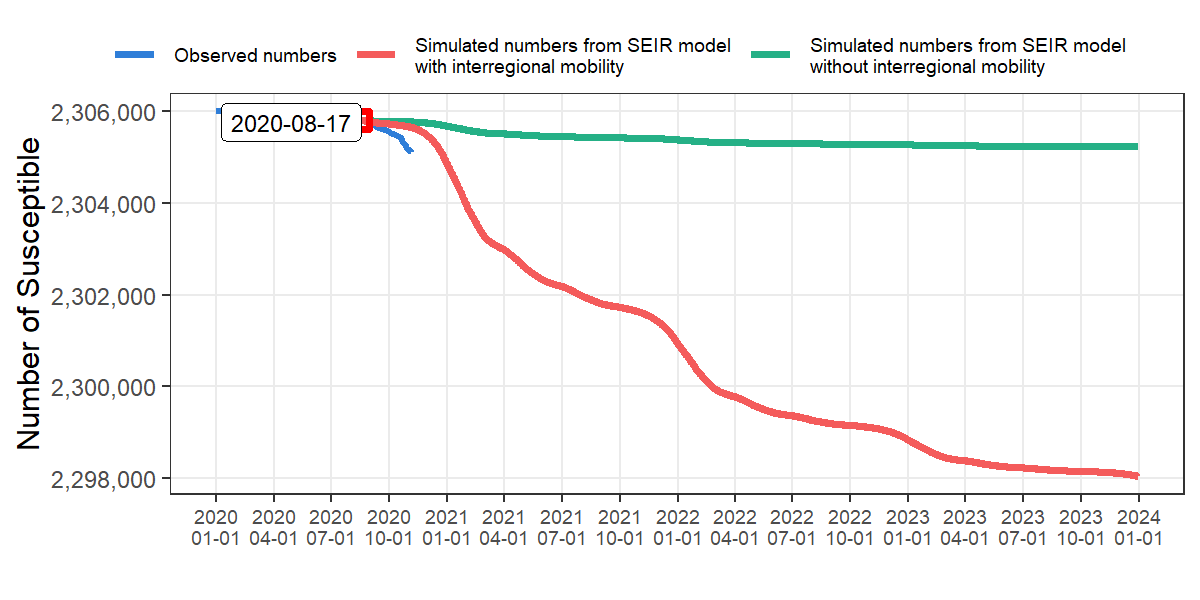 Observed numbers
Simulated numbers from SEIR model
with interregional mobility
Simulated numbers from SEIR model
without interregional mobility
Number of Susceptible
2,306,000
2,304,000
2,302,000
2,300,000
2,298,000
2020-08-17
2020 2020 2020 2020 2021 2021 2021 2021 2022 2022 2022 2022 2023 2023 2023 2023 2024
01-01 04-01 07-01 10-01 01-01 04-01 07-01 10-01 01-01 04-01 07-01 10-01 01-01 04-01 07-01 10-01 01-01